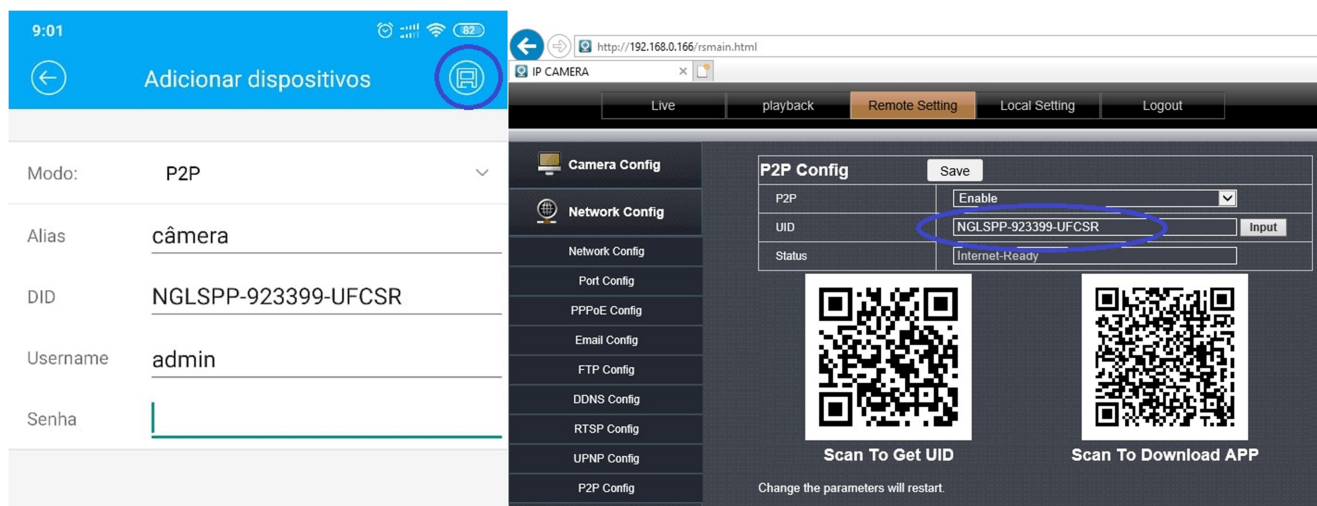 9:01
82
Adicionar dispositivos
Modo: P2P
Alias câmera
DID NGLSPP-923399-UFCSR
Username admin
Senha
http://192.168.0.166/rsmain.html
IP CAMERA
Live playback Remote Setting Local Setting Logout
Camera Config
Network Config
Network Config
Port Config
PPPoE Config
Email Config
FTP Config
DDNS Config
RTSP Config
UPNP Config
P2P Config
P2P Config Save
P2P Enable
UID NGLSPP-923399-UFCSR Input
Status Internet-Ready
Scan To Get UID Scan To Download APP
Change the parameters will restart.